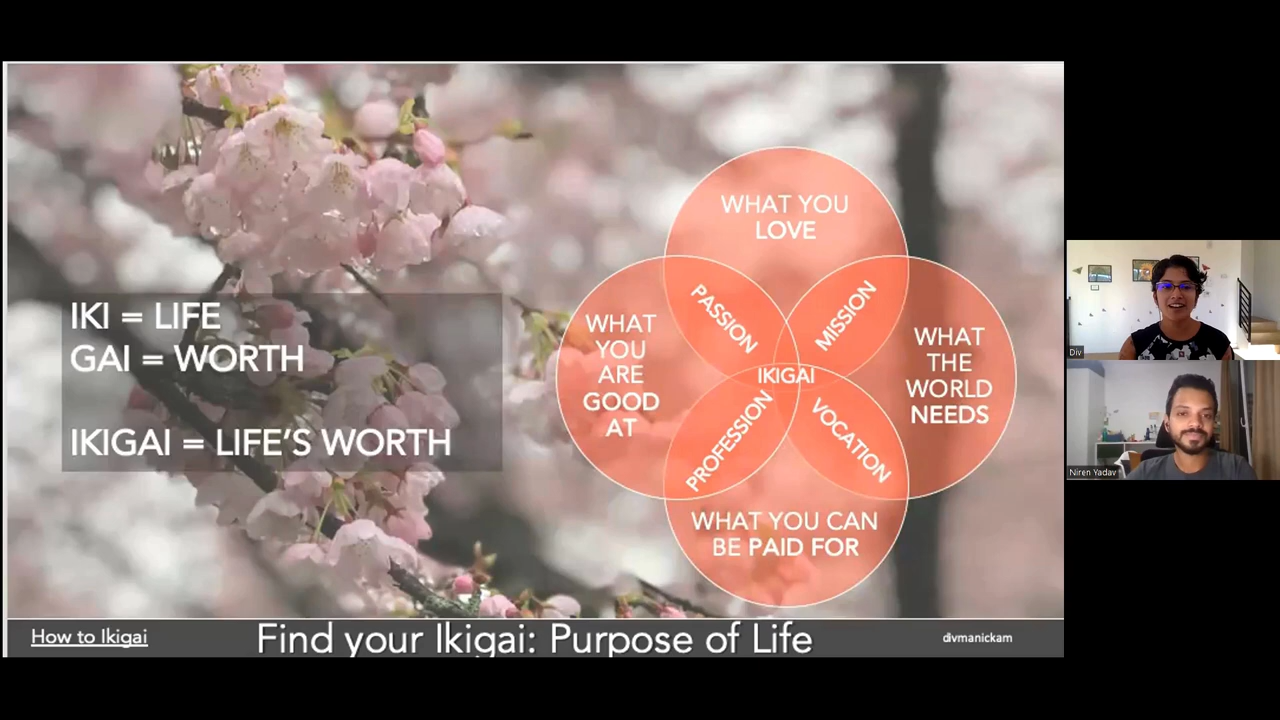 IKI = LIFE
GAI = WORTH
IKIGAI = LIFE'S WORTH
WHAT YOU
LOVE
PASSION
MISSION
WHAT
YOU
ARE
GOOD
AT
WHAT
THE
WORLD
NEEDS
IKIGAI
PROFESSION
VOCATION
WHAT YOU CAN
BE PAID FOR
How to Ikigai
Find your Ikigai: Purpose of Life
divmanickam
Div
Niren Yadav